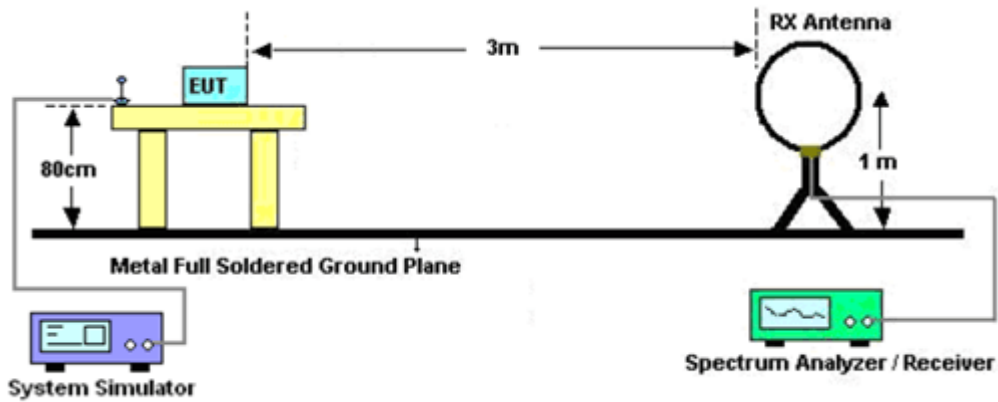 RX Antenna
3m
EUT
80cm
1 m
Metal Full Soldered Ground Plane
Spectrum Analyzer / Receiver
System Simulator